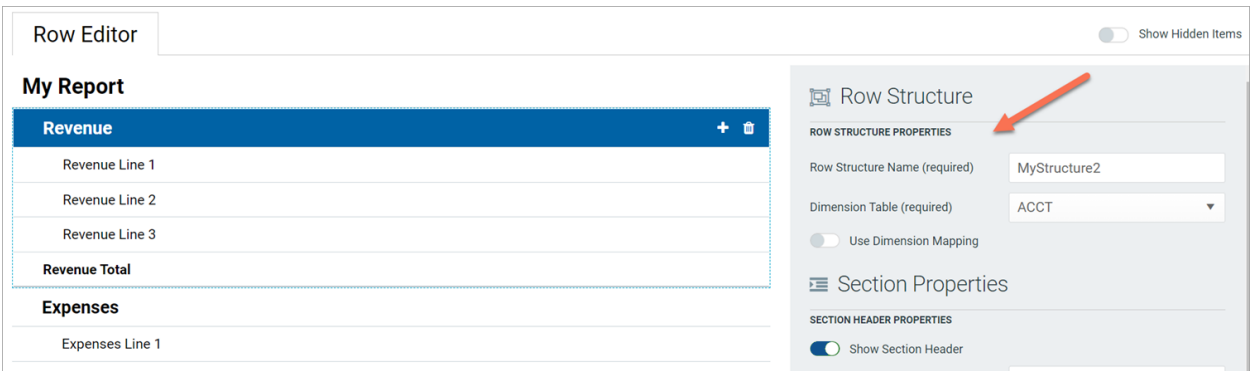 Row Editor
Show Hidden Items
My Report
Revenue
Revenue Line 1
Revenue Line 2
Revenue Line 3
Revenue Total
Expenses
Expenses Line 1
Row Structure
ROW STRUCTURE PROPERTIES
Row Structure Name (required) MyStructure2
Dimension Table (required) ACCT
Use Dimension Mapping
Section Properties
SECTION HEADER PROPERTIES
Show Section Header